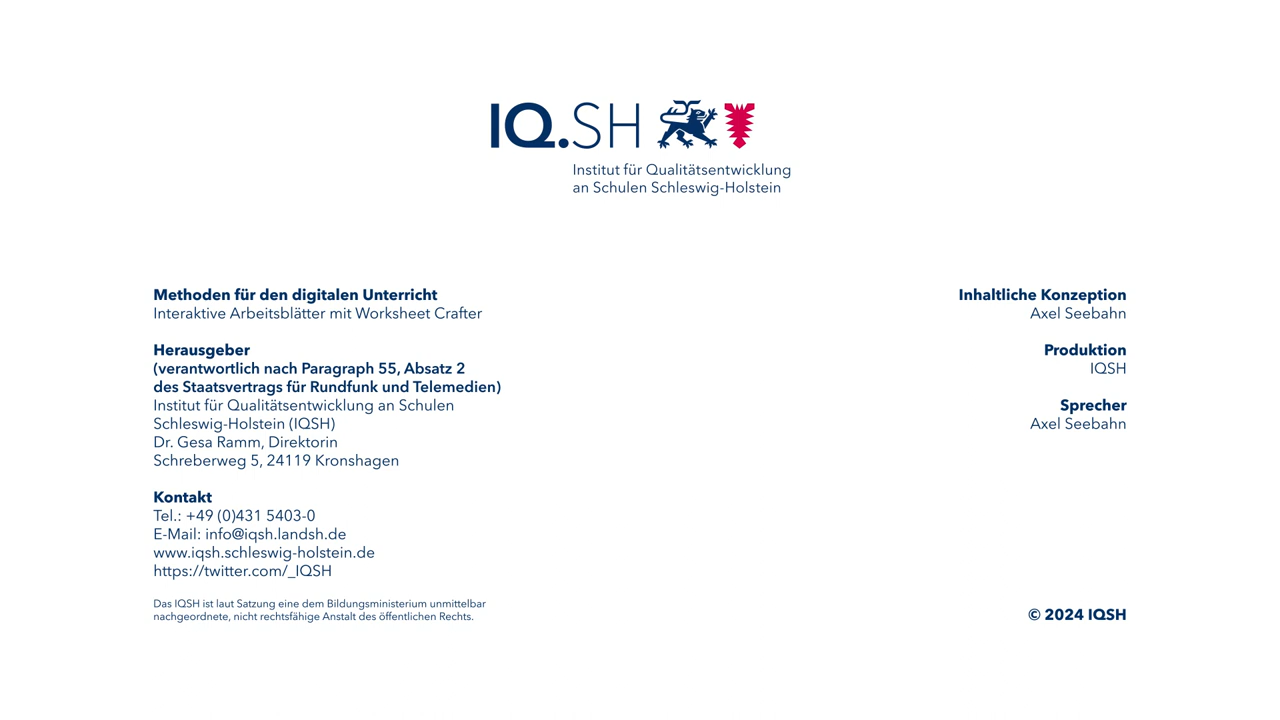 IQ.SH
Institut für Qualitätsentwicklung
an Schulen Schleswig-Holstein
Methoden für den digitalen Unterricht
Interaktive Arbeitsblätter mit Worksheet Crafter
Herausgeber
(verantwortlich nach Paragraph 55, Absatz 2
des Staatsvertrags für Rundfunk und Telemedien)
Institut für Qualitätsentwicklung an Schulen
Schleswig-Holstein (IQSH)
Dr. Gesa Ramm, Direktorin
Schreberweg 5, 24119 Kronshagen
Kontakt
Tel.: +49 (0)431 5403-0
E-Mail: info@iqsh.landsh.de
www.iqsh.schleswig-holstein.de
https://twitter.com/_IQSH
Das IQSH ist laut Satzung eine dem Bildungsministerium unmittelbar
nachgeordnete, nicht rechtsfähige Anstalt des öffentlichen Rechts.
Inhaltliche Konzeption
Axel Seebahn
Produktion
IQSH
Sprecher
Axel Seebahn
© 2024 IQSH